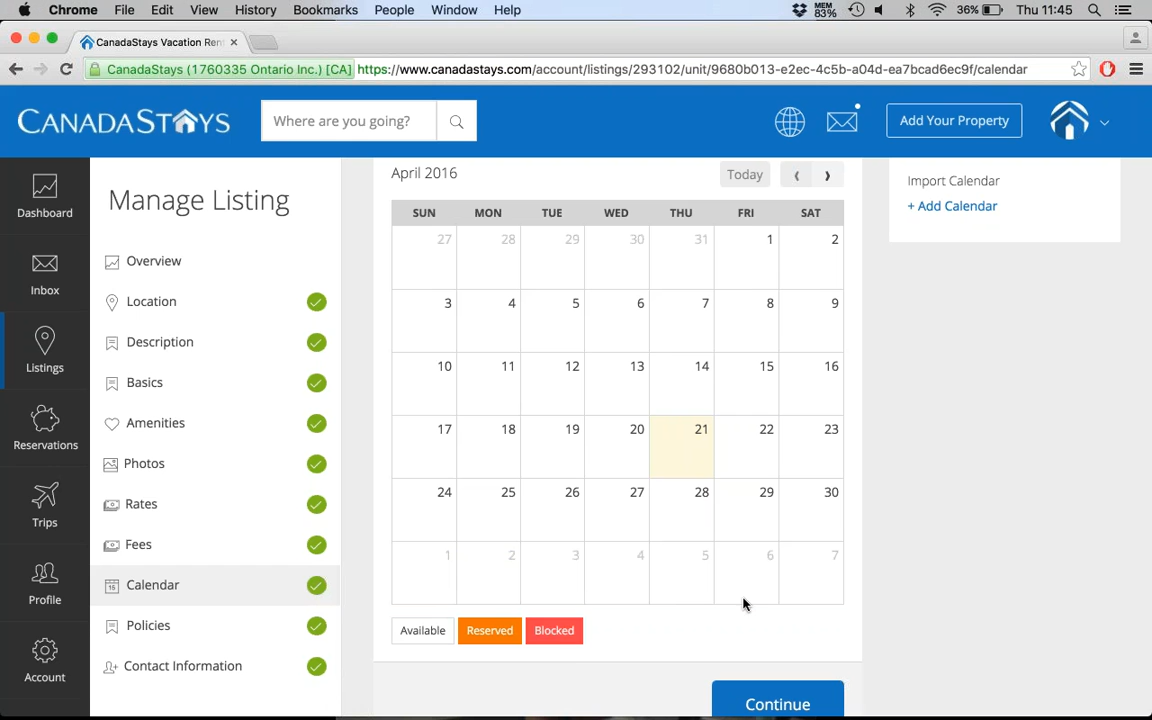 Chrome File Edit View History Bookmarks People Window Help MEM 83% 36% Thu 11:45
CanadaStays Vacation Ren
CanadaStays (1760335 Ontario Inc.) [CA] https://www.canadastays.com/account/listings/293102/unit/9680b013-e2ec-4c5b-a04d-ea7bcad6ec9f/calendar
CANADASTAYS Where are you going? Add Your Property
Dashboard
Inbox
Listings
Reservations
Trips
Profile
Account
Manage Listing
Overview
Location
Description
Basics
Amenities
Photos
Rates
Fees
Calendar
Policies
Contact Information
April 2016 Today ‹ ›
SUN MON TUE WED THU FRI SAT
27 28 29 30 31 1 2
3 4 5 6 7 8 9
10 11 12 13 14 15 16
17 18 19 20 21 22 23
24 25 26 27 28 29 30
1 2 3 4 5 6 7
Available Reserved Blocked
Continue
Import Calendar
+ Add Calendar